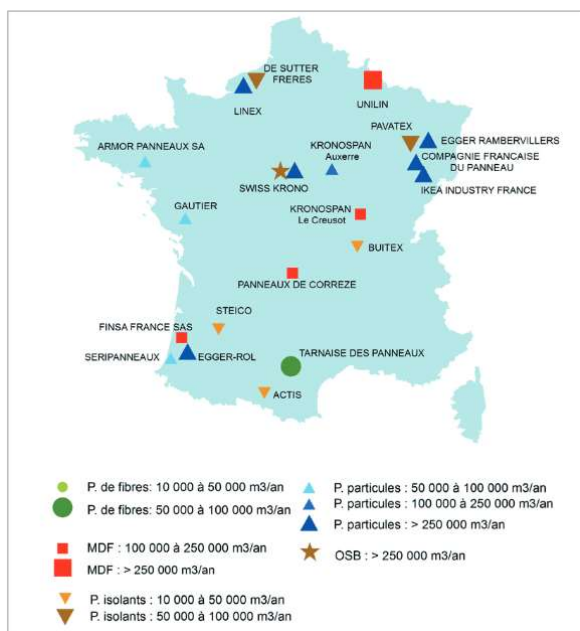 DE SUTTER
FRERES
LINEX
UNILIN
PAVATEX
EGGER RAMBERVILLERS
ARMOR PANNEAUX SA
KRONOSPAN
Auxerre
COMPAGNIE FRANCAISE
DU PANNEAU
SWISS KRONO
IKEA INDUSTRY FRANCE
GAUTIER
KRONOSPAN
Le Creusot
BUITEX
PANNEAUX DE CORREZE
STEICO
FINSA FRANCE SAS
SERIPANNEAUX
EGGER-ROL
TARNAISE DES PANNEAUX
ACTIS
P. de fibres: 10 000 à 50 000 m3/an
P. de fibres: 50 000 à 100 000 m3/an
MDF : 100 000 à 250 000 m3/an
MDF : > 250 000 m3/an
P. isolants : 10 000 à 50 000 m3/an
P. isolants : 50 000 à 100 000 m3/an
P. particules : 50 000 à 100 000 m3/an
P. particules : 100 000 à 250 000 m3/an
P. particules : > 250 000 m3/an
OSB : > 250 000 m3/an